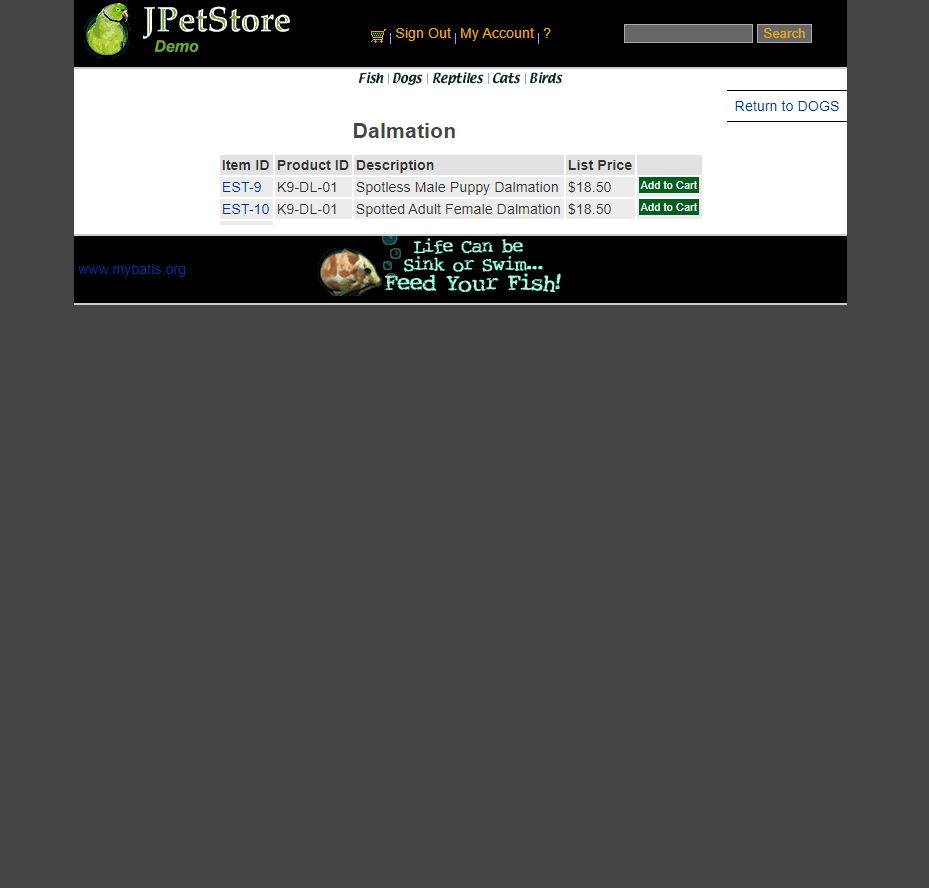 JPetStore
Demo
Sign Out | My Account | ?
Search
Fish | Dogs | Reptiles | Cats | Birds
Return to DOGS
Dalmation
Item ID Product ID Description List Price
EST-9 K9-DL-01 Spotless Male Puppy Dalmation $18.50 Add to Cart
EST-10 K9-DL-01 Spotted Adult Female Dalmation $18.50 Add to Cart
www.mybatis.org
Life Can be
Sink or Swim...
Feed Your Fish!